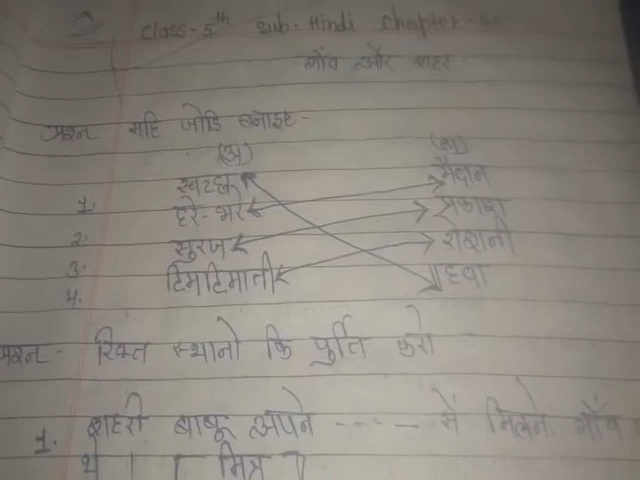 Class-5th Sub-Hindi Chapter-
गाँव और शहर
प्रश्न सहि जोडि बनाइए-
(अ) (ब)
1. स्वच्छ मैदान
2. हरे-भरे प्रकाश
3. सुरज रोशनी
4. टिमटिमाती हवा
प्रश्न- रिक्त स्थानो कि पुर्ति करो
1. शहरी बाबू अपने ---- से मिलने गाँव
मित्र